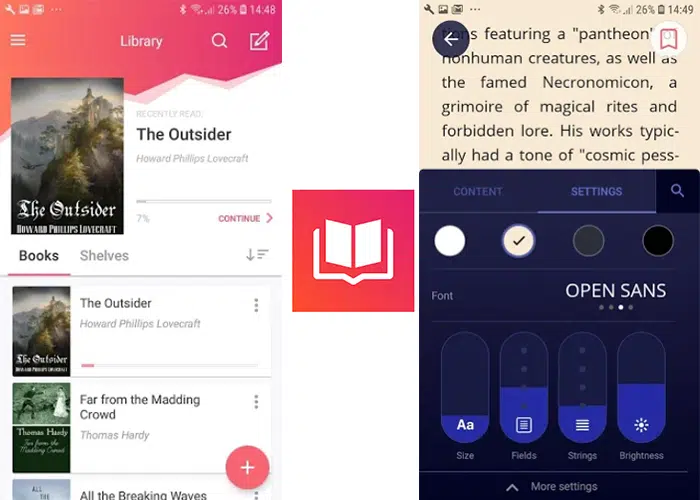 26% 14:48
Library
RECENTLY READ:
The Outsider
Howard Phillips Lovecraft
The Outsider
HOWARD PHILLIPS LOVECRAFT
7%
CONTINUE
Books
Shelves
The Outsider
Howard Phillips Lovecraft
The Outsider
HOWARD PHILLIPS LOVECRAFT
Far from the Madding
Crowd
Thomas Hardy
Thomas Hardy
Far from the
Madding Crowd
All the Breaking Waves
ALL
THE
26% 14:49
ns featuring a "pantheon"
nonhuman creatures, as well as
the famed Necronomicon, a
grimoire of magical rites and
forbidden lore. His works typic-
ally had a tone of "cosmic pess-
CONTENT
SETTINGS
Font
OPEN SANS
Aa
Size
Fields
Strings
Brightness
More settings